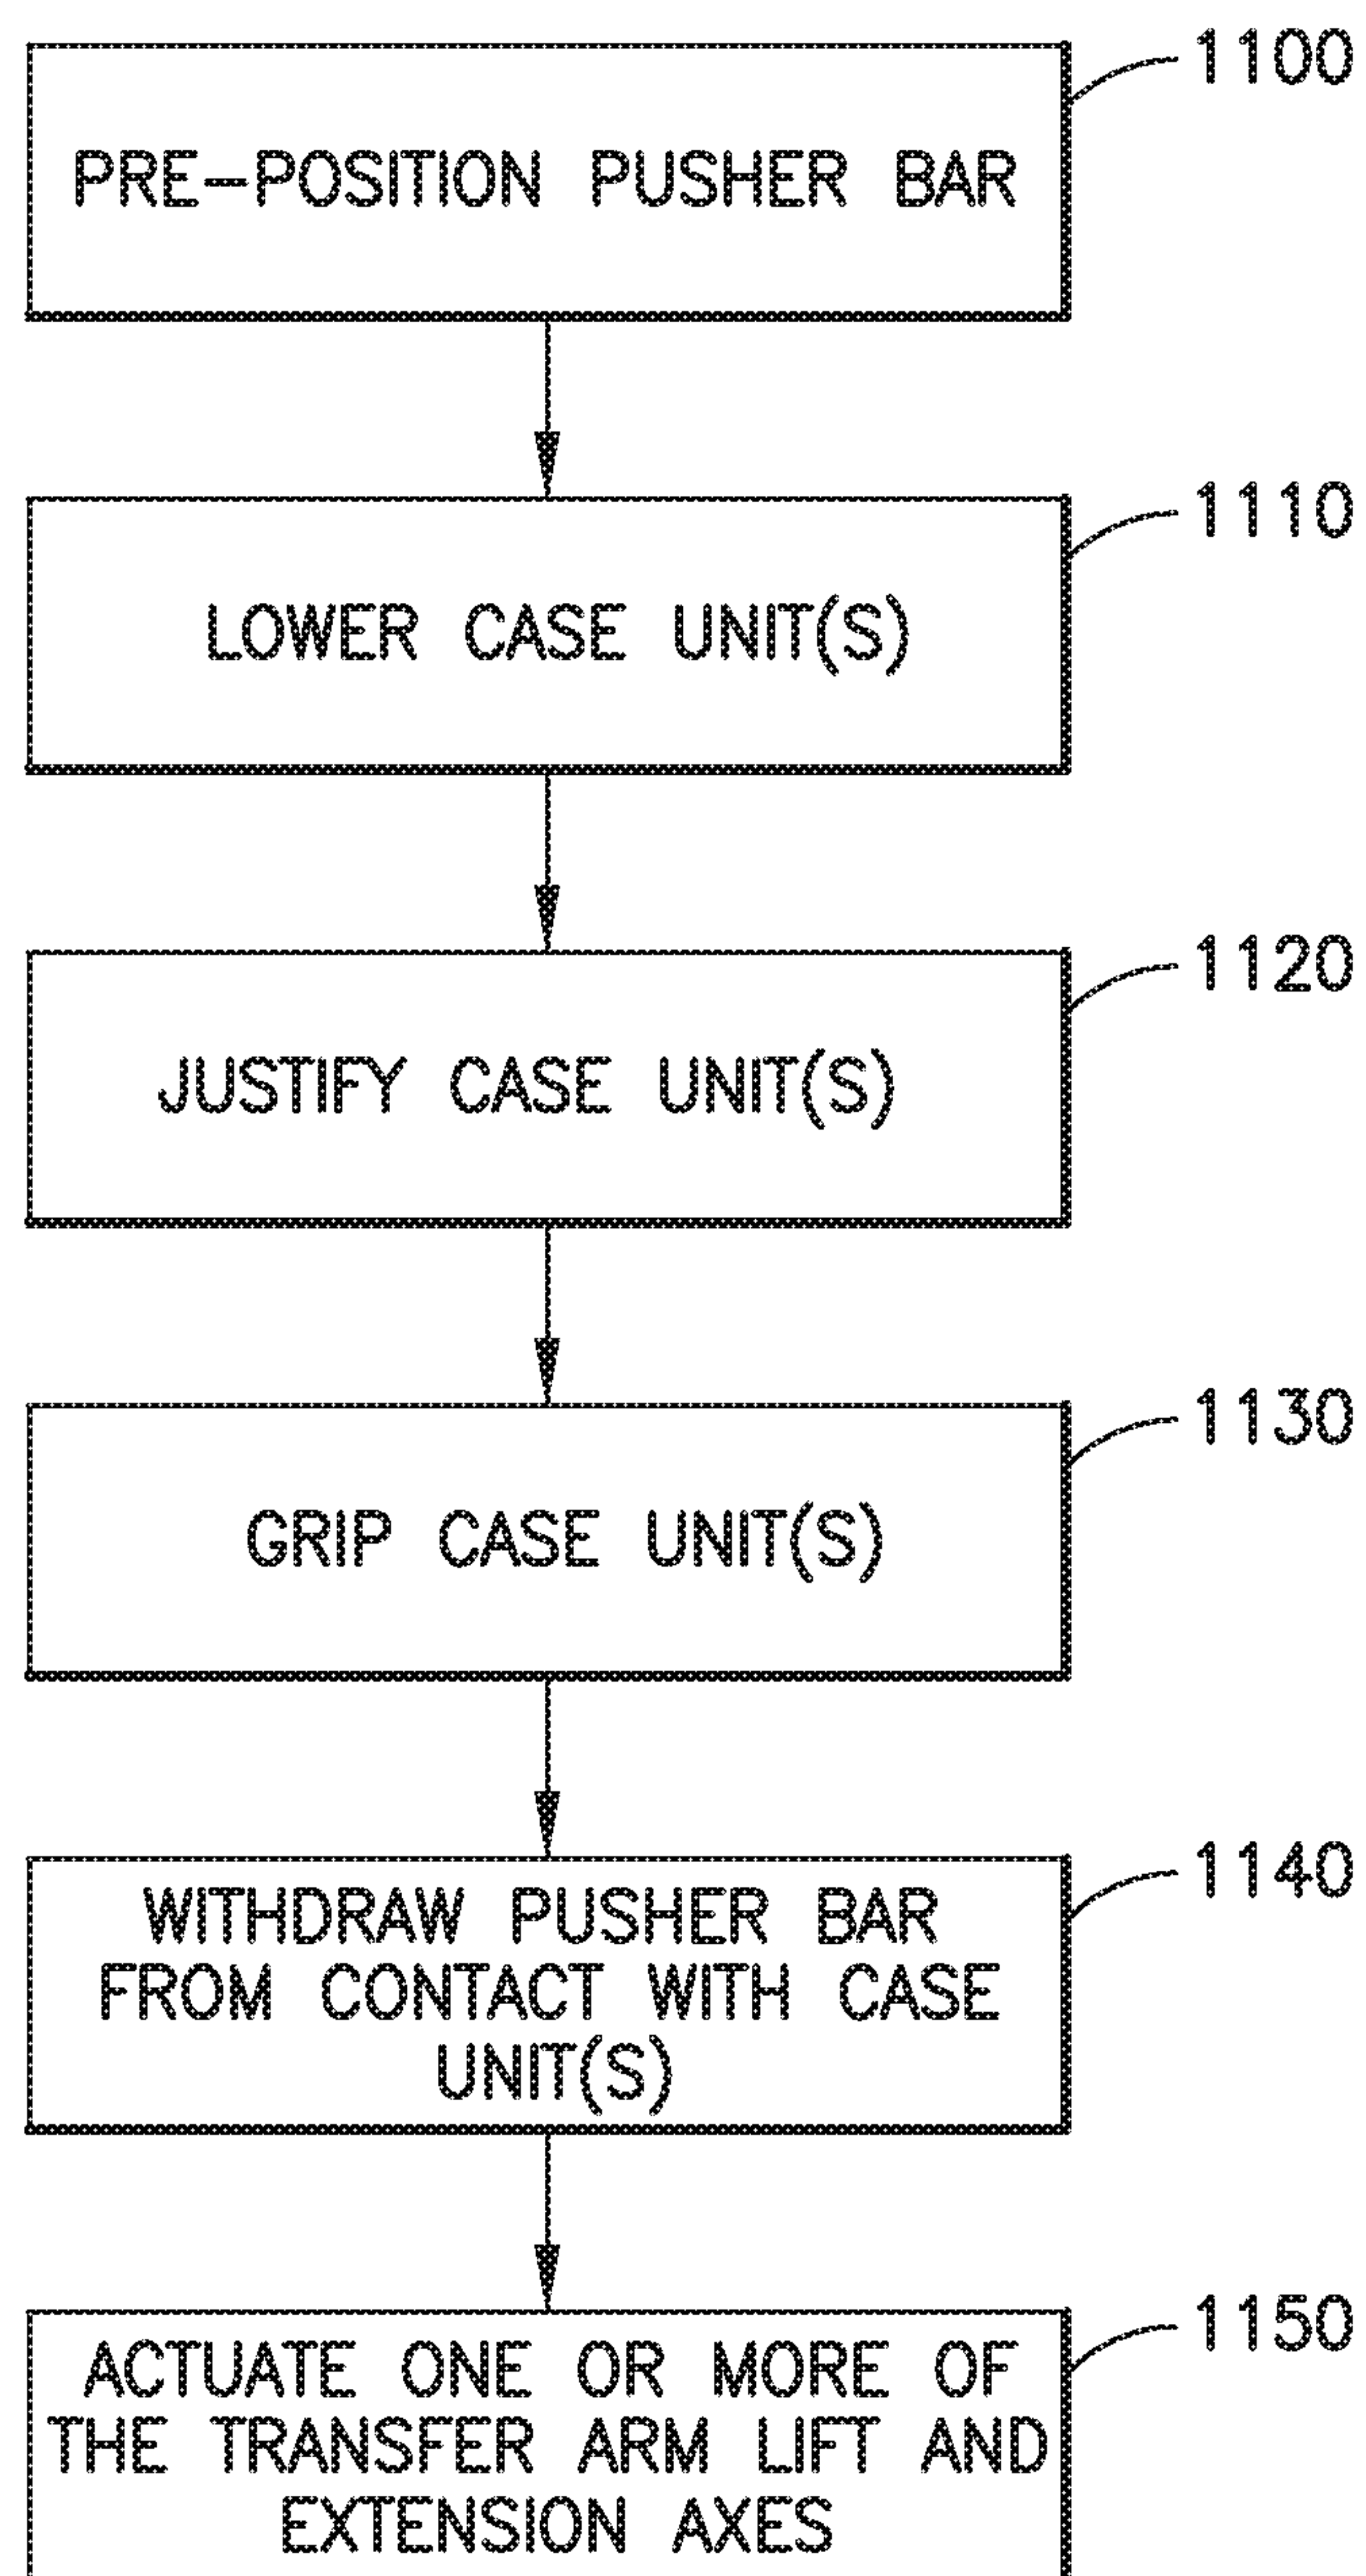 1100
PRE-POSITION PUSHER BAR
1110
LOWER CASE UNIT(S)
1120
JUSTIFY CASE UNIT(S)
1130
GRIP CASE UNIT(S)
1140
WITHDRAW PUSHER BAR
FROM CONTACT WITH CASE
UNIT(S)
1150
ACTUATE ONE OR MORE OF
THE TRANSFER ARM LIFT AND
EXTENSION AXES